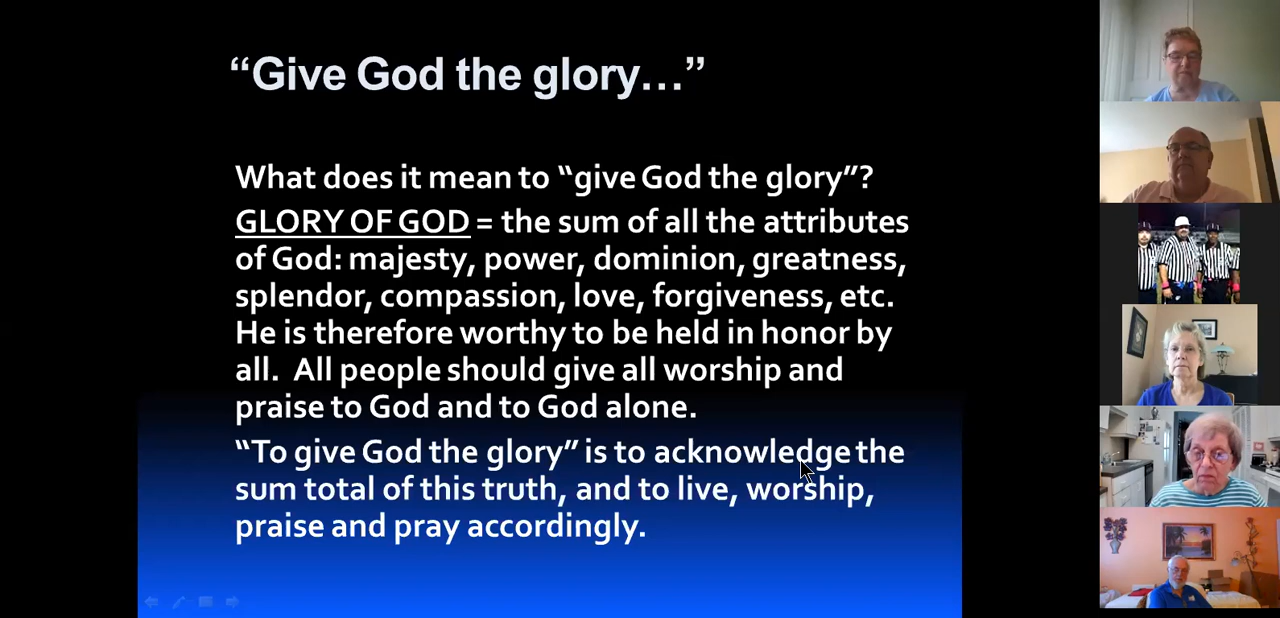 “Give God the glory…”
What does it mean to “give God the glory”?
GLORY OF GOD = the sum of all the attributes
of God: majesty, power, dominion, greatness,
splendor, compassion, love, forgiveness, etc.
He is therefore worthy to be held in honor by
all.  All people should give all worship and
praise to God and to God alone.
“To give God the glory” is to acknowledge the
sum total of this truth, and to live, worship,
praise and pray accordingly.